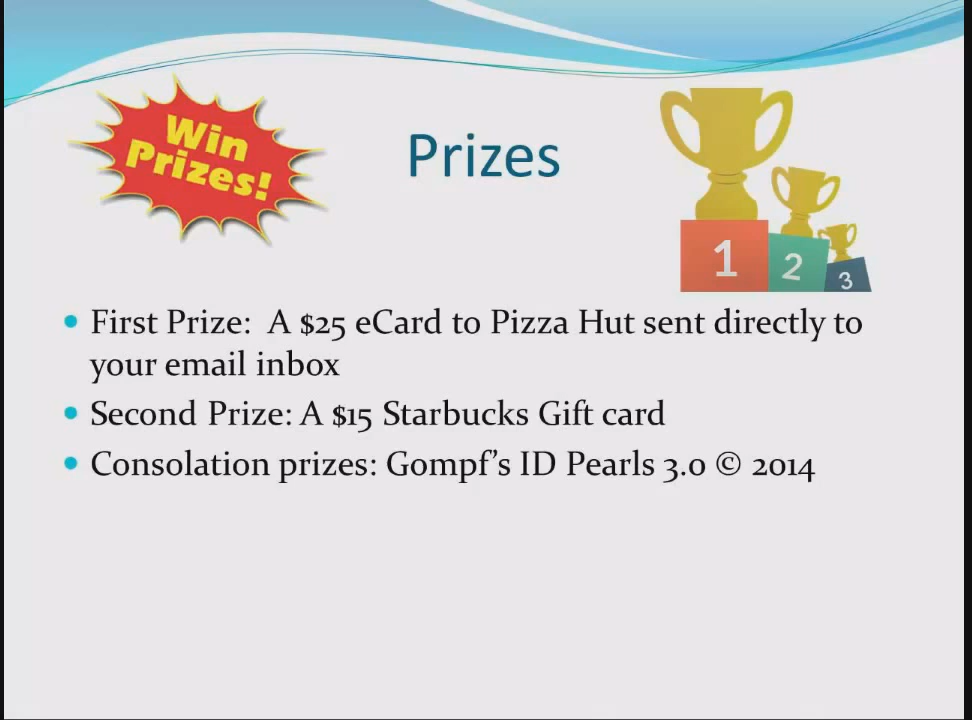 Win
Prizes!
Prizes
1
2
3
First Prize: A $25 eCard to Pizza Hut sent directly to
your email inbox
Second Prize: A $15 Starbucks Gift card
Consolation prizes: Gompf’s ID Pearls 3.0 © 2014